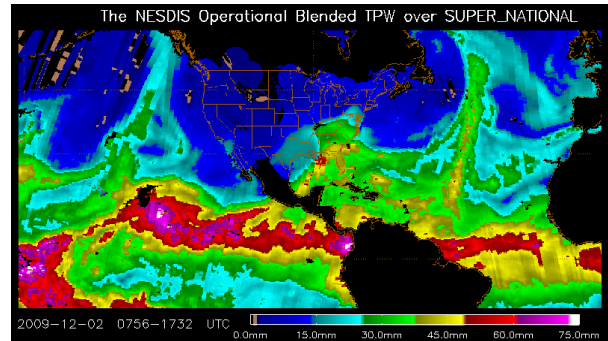 The NESDIS Operational Blended TPW over SUPER_NATIONAL
2009-12-02 0756-1732 UTC
0.0mm 15.0mm 30.0mm 45.0mm 60.0mm 75.0mm